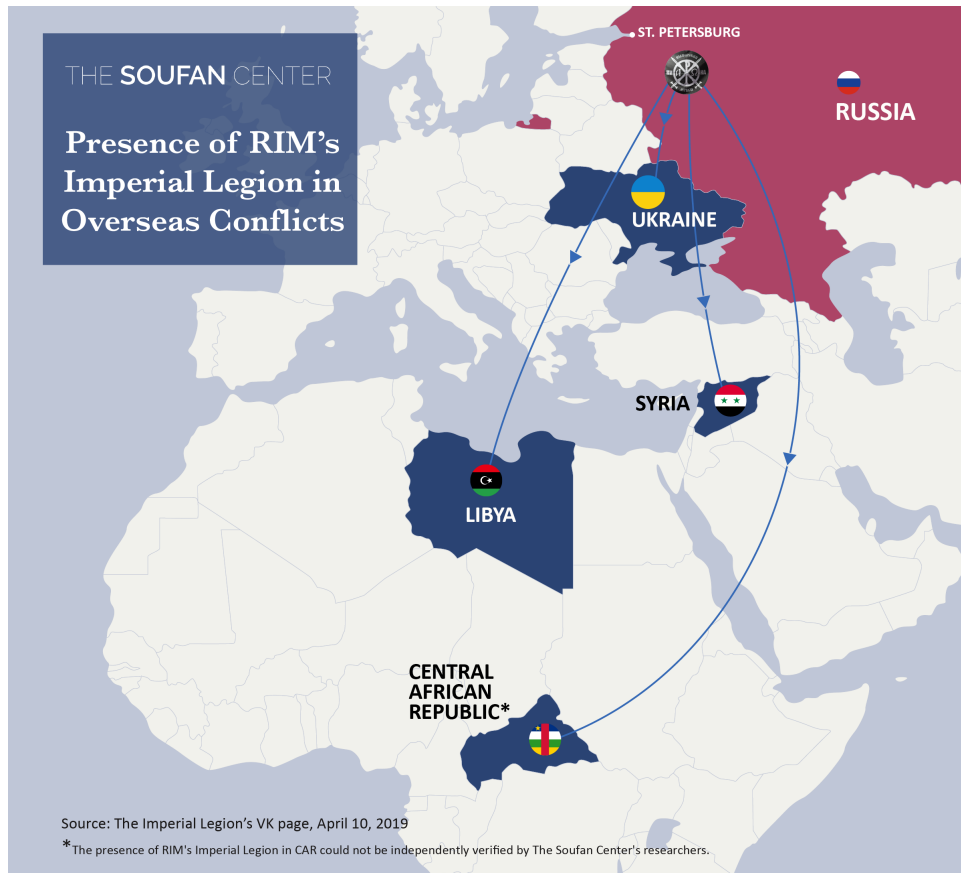 THE SOUFAN CENTER
Presence of RIM's
Imperial Legion in
Overseas Conflicts
ST. PETERSBURG
RUSSIA
UKRAINE
SYRIA
LIBYA
CENTRAL
AFRICAN
REPUBLIC*
Source: The Imperial Legion's VK page, April 10, 2019
*The presence of RIM's Imperial Legion in CAR could not be independently verified by The Soufan Center's researchers.